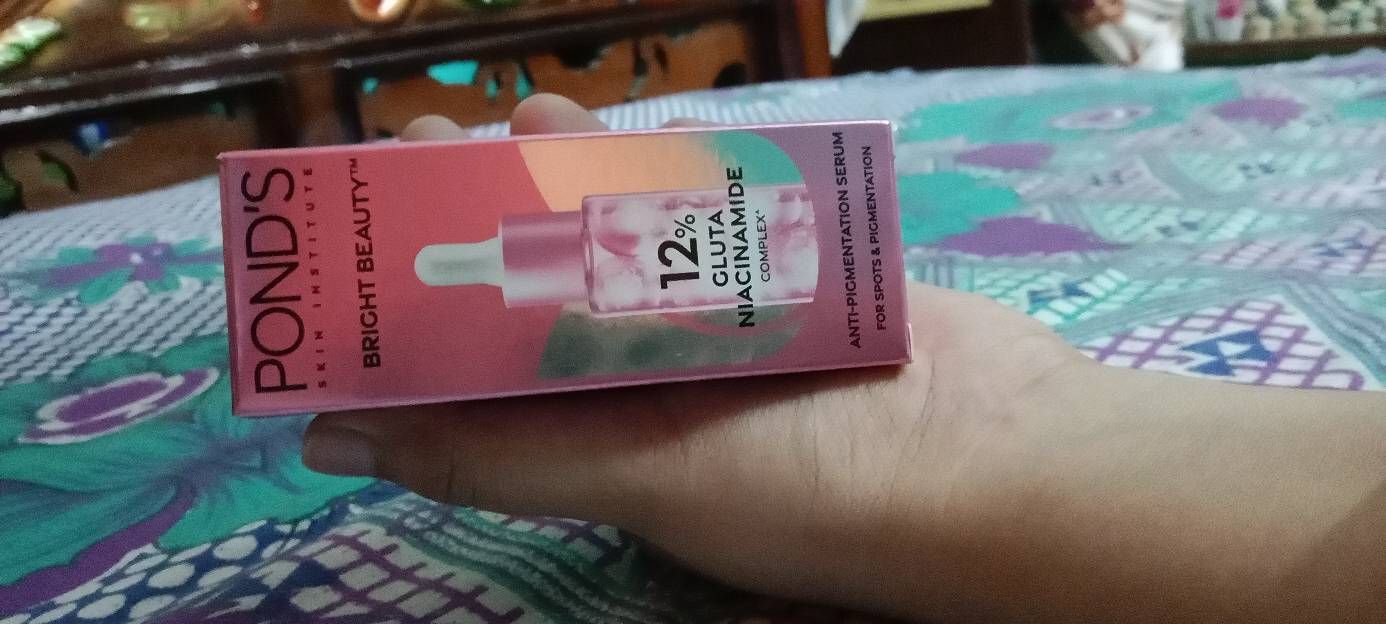 POND'S
SKIN INSTITUTE
BRIGHT BEAUTY™
12%
GLUTA
NIACINAMIDE
COMPLEX^
ANTI-PIGMENTATION SERUM
FOR SPOTS & PIGMENTATION